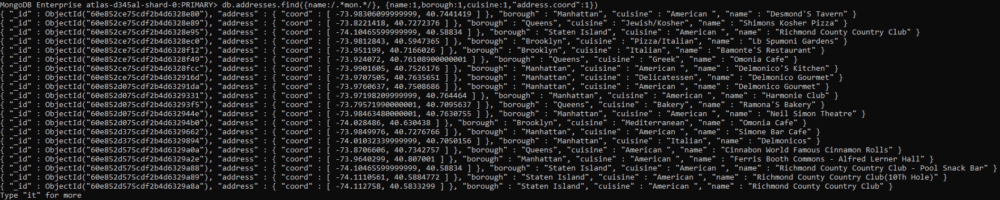 MongoDB Enterprise atlas-d345al-shard-0:PRIMARY> db.addresses.find({name:/.*mon.*/}, {name:1,borough:1,cuisine:1,"address.coord":1})
{ "_id" : ObjectId("60e852ce75cdf2b4d6328e80"), "address" : { "coord" : [ -73.98306099999999, 40.7441419 ] }, "borough" : "Manhattan", "cuisine" : "American ", "name" : "Desmond'S Tavern" }
{ "_id" : ObjectId("60e852ce75cdf2b4d6328e89"), "address" : { "coord" : [ -73.8221418, 40.7272376 ] }, "borough" : "Queens", "cuisine" : "Jewish/Kosher", "name" : "Shimons Kosher Pizza" }
{ "_id" : ObjectId("60e852ce75cdf2b4d6328e95"), "address" : { "coord" : [ -74.10465599999999, 40.58834 ] }, "borough" : "Staten Island", "cuisine" : "American ", "name" : "Richmond County Country Club" }
{ "_id" : ObjectId("60e852ce75cdf2b4d6328ec0"), "address" : { "coord" : [ -73.9812843, 40.5947365 ] }, "borough" : "Brooklyn", "cuisine" : "Pizza/Italian", "name" : "Lb Spumoni Gardens" }
{ "_id" : ObjectId("60e852ce75cdf2b4d6328f12"), "address" : { "coord" : [ -73.951199, 40.7166026 ] }, "borough" : "Brooklyn", "cuisine" : "Italian", "name" : "Bamonte'S Restaurant" }
{ "_id" : ObjectId("60e852ce75cdf2b4d6328f49"), "address" : { "coord" : [ -73.924072, 40.76108900000001 ] }, "borough" : "Queens", "cuisine" : "Greek", "name" : "Omonia Cafe" }
{ "_id" : ObjectId("60e852ce75cdf2b4d6328fcc"), "address" : { "coord" : [ -73.9901605, 40.7526176 ] }, "borough" : "Manhattan", "cuisine" : "American ", "name" : "Delmonico'S Kitchen" }
{ "_id" : ObjectId("60e852d075cdf2b4d632916d"), "address" : { "coord" : [ -73.9707505, 40.7635651 ] }, "borough" : "Manhattan", "cuisine" : "Delicatessen", "name" : "Delmonico Gourmet" }
{ "_id" : ObjectId("60e852d075cdf2b4d63291da"), "address" : { "coord" : [ -73.9760637, 40.7508686 ] }, "borough" : "Manhattan", "cuisine" : "American ", "name" : "Delmonico Gourmet" }
{ "_id" : ObjectId("60e852d075cdf2b4d6329331"), "address" : { "coord" : [ -73.97198209999999, 40.764464 ] }, "borough" : "Manhattan", "cuisine" : "American ", "name" : "Harmonie Club" }
{ "_id" : ObjectId("60e852d075cdf2b4d63293f5"), "address" : { "coord" : [ -73.79571990000001, 40.7095637 ] }, "borough" : "Queens", "cuisine" : "Bakery", "name" : "Ramona'S Bakery" }
{ "_id" : ObjectId("60e852d075cdf2b4d632944e"), "address" : { "coord" : [ -73.98463480000001, 40.7630755 ] }, "borough" : "Manhattan", "cuisine" : "American ", "name" : "Neil Simon Theatre" }
{ "_id" : ObjectId("60e852d075cdf2b4d63294b0"), "address" : { "coord" : [ -74.028486, 40.630438 ] }, "borough" : "Brooklyn", "cuisine" : "Mediterranean", "name" : "Omonia Cafe" }
{ "_id" : ObjectId("60e852d375cdf2b4d6329662"), "address" : { "coord" : [ -73.9849976, 40.7276766 ] }, "borough" : "Manhattan", "cuisine" : "American ", "name" : "Simone Bar Cafe" }
{ "_id" : ObjectId("60e852d375cdf2b4d6329894"), "address" : { "coord" : [ -74.01032339999999, 40.7050156 ] }, "borough" : "Manhattan", "cuisine" : "Italian", "name" : "Delmonicos" }
{ "_id" : ObjectId("60e852d575cdf2b4d6329a0a"), "address" : { "coord" : [ -73.8706606, 40.7342757 ] }, "borough" : "Queens", "cuisine" : "American ", "name" : "Cinnabon World Famous Cinnamon Rolls" }
{ "_id" : ObjectId("60e852d575cdf2b4d6329a2e"), "address" : { "coord" : [ -73.9640299, 40.807001 ] }, "borough" : "Manhattan", "cuisine" : "American ", "name" : "Ferris Booth Commons - Alfred Lerner Hall" }
{ "_id" : ObjectId("60e852d575cdf2b4d6329a88"), "address" : { "coord" : [ -74.10465599999999, 40.58834 ] }, "borough" : "Staten Island", "cuisine" : "American ", "name" : "Richmond County Country Club - Pool Snack Bar" }
{ "_id" : ObjectId("60e852d575cdf2b4d6329a89"), "address" : { "coord" : [ -74.1110561, 40.5884772 ] }, "borough" : "Staten Island", "cuisine" : "American ", "name" : "Richmond County Country Club(10Th Hole)" }
{ "_id" : ObjectId("60e852d575cdf2b4d6329a8a"), "address" : { "coord" : [ -74.112758, 40.5833299 ] }, "borough" : "Staten Island", "cuisine" : "American ", "name" : "Richmond County Country Club" }
Type "it" for more